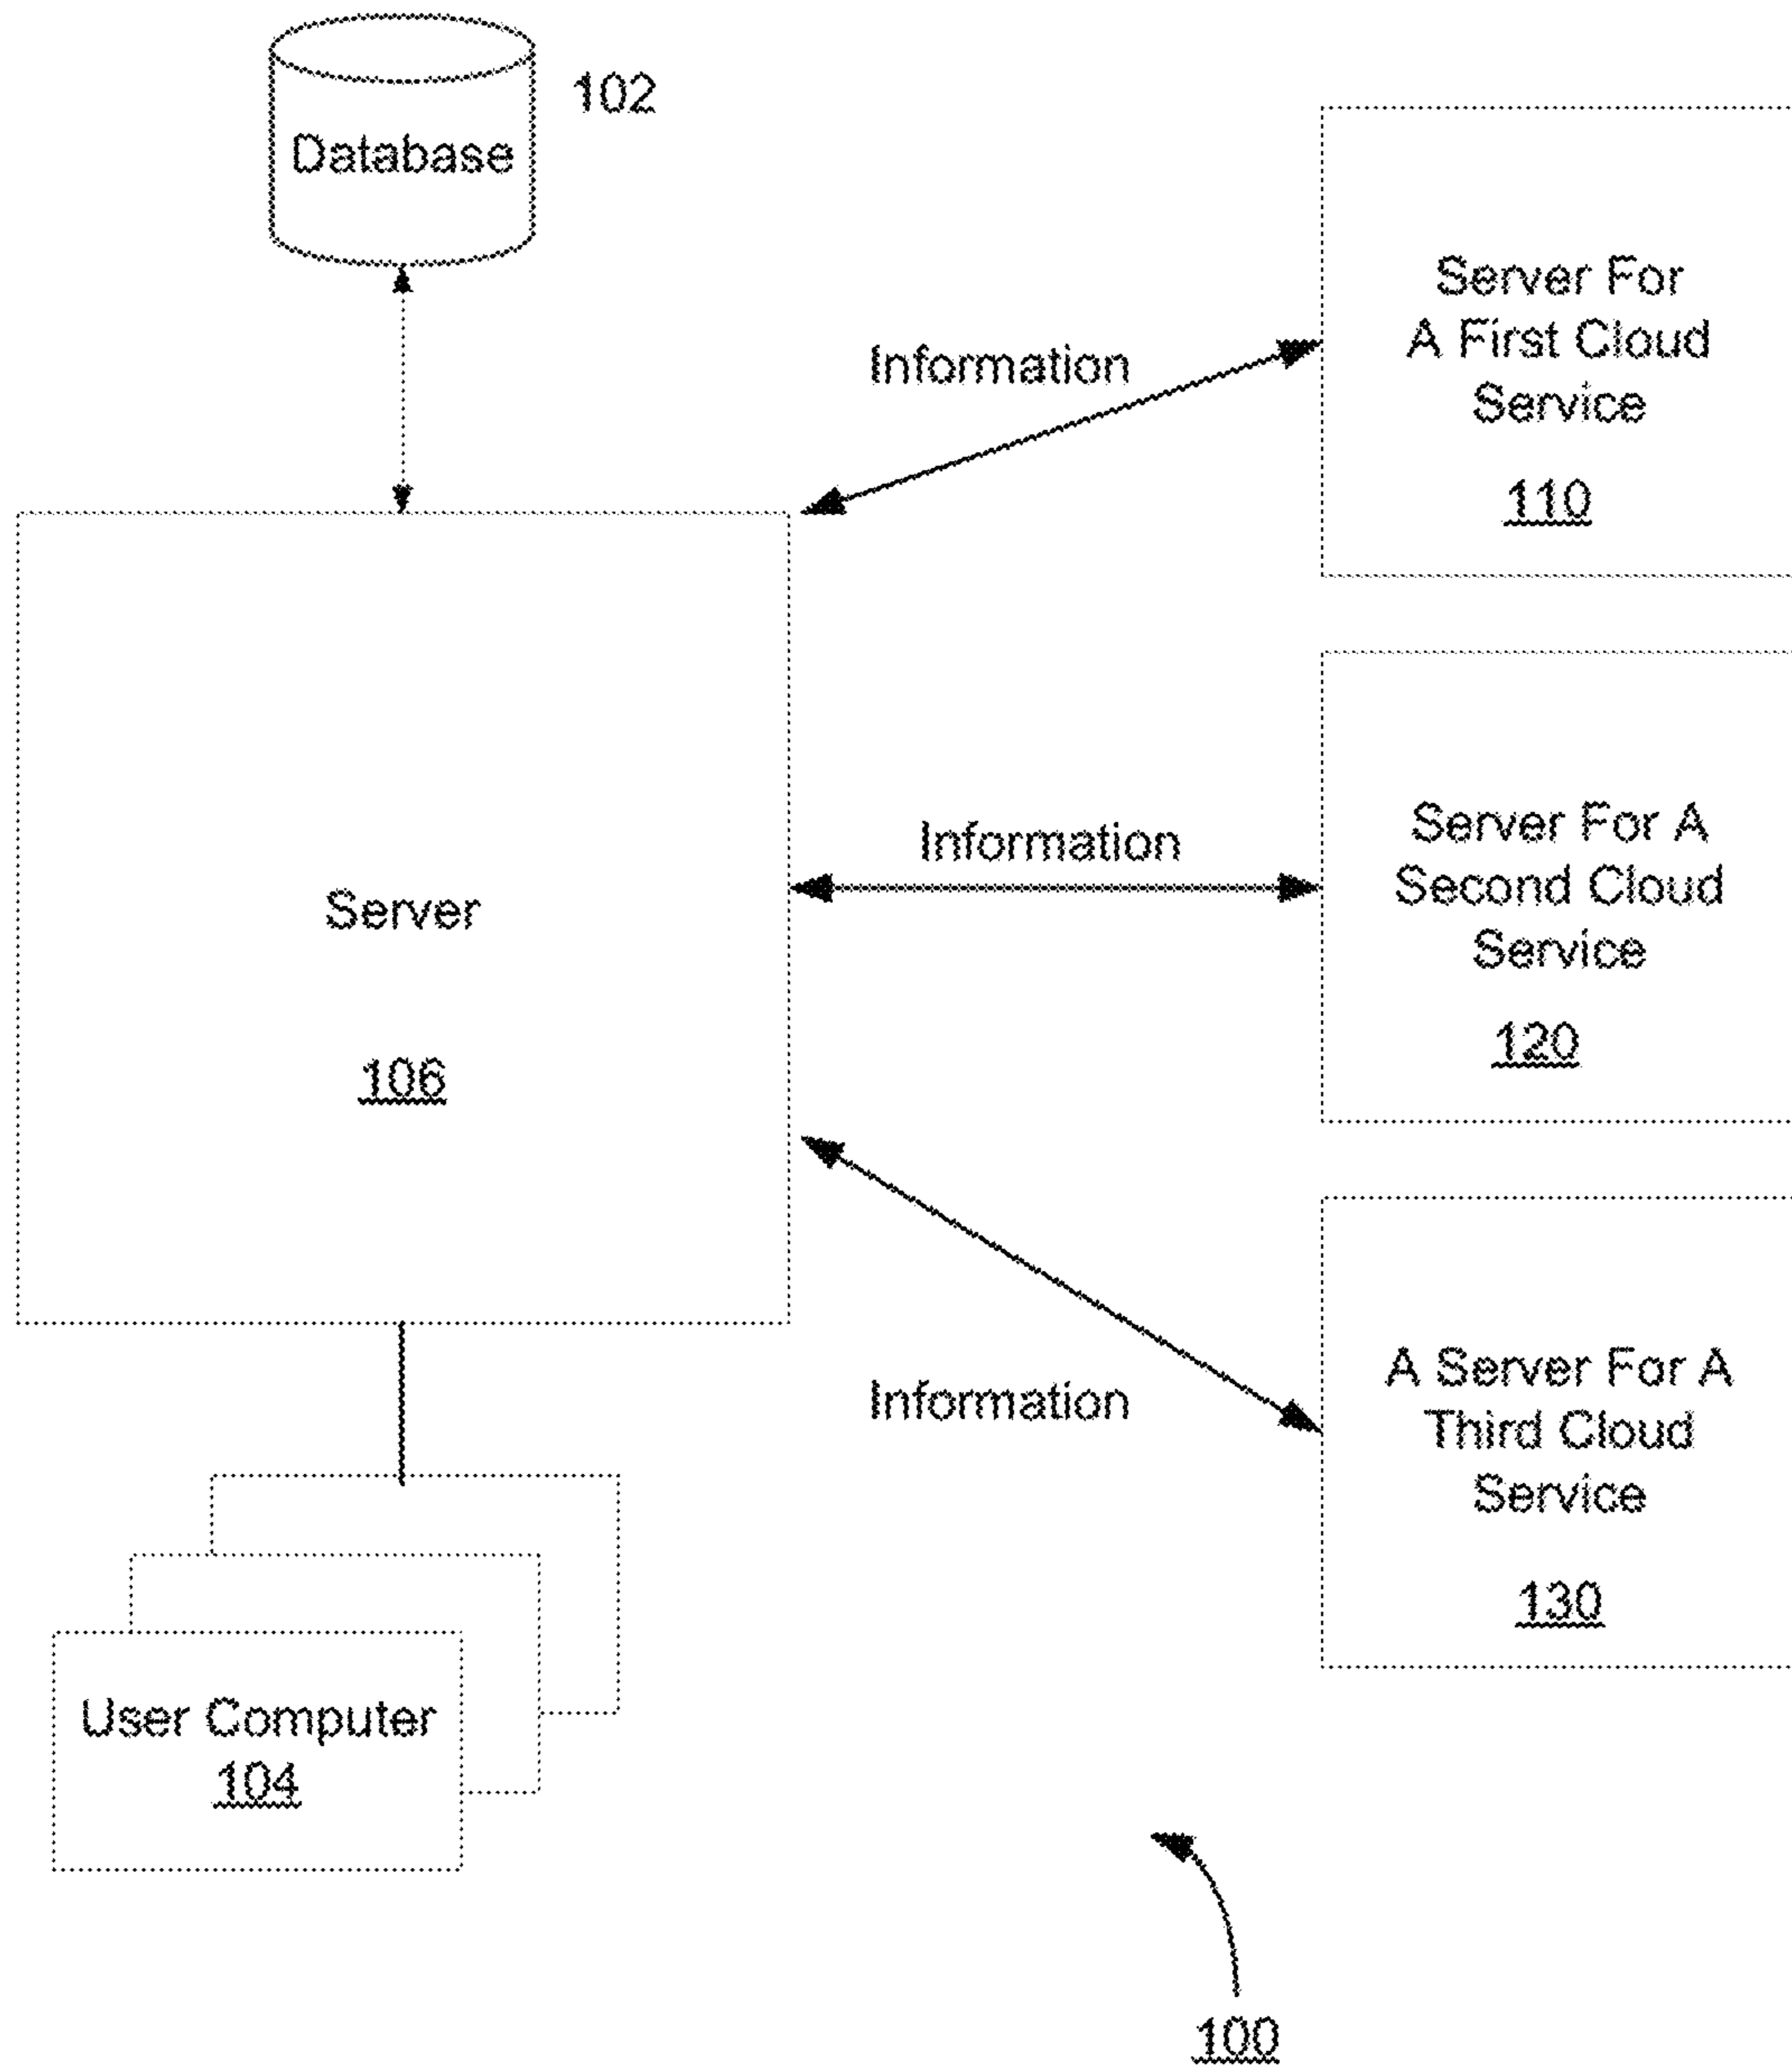 102
Database
Information
Server For
A First Cloud
Service
110
Information
Server For A
Second Cloud
Service
120
Server
106
Information
A Server For A
Third Cloud
Service
130
User Computer
104
100